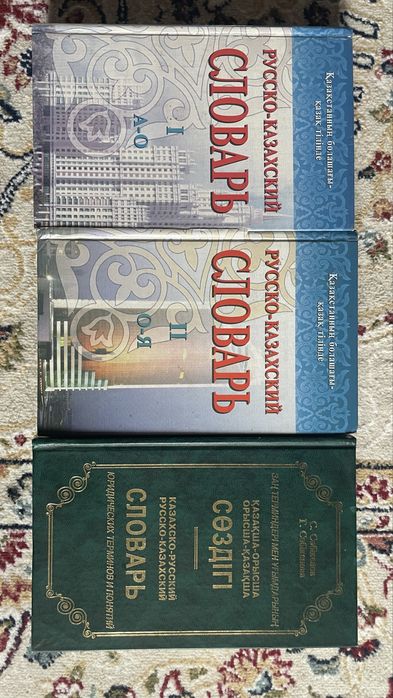 Қазақстанның болашағы-
қазақ тілінде
РУССКО-КАЗАХСКИЙ
СЛОВАРЬ
I
А-О
Қазақстанның болашағы-
қазақ тілінде
РУССКО-КАЗАХСКИЙ
СЛОВАРЬ
II
О-Я
ЗАҢ ТЕРМИНДЕРІ МЕН ҰҒЫМДАРЫНЫҢ
ҚАЗАҚША-ОРЫСША
ОРЫСША-ҚАЗАҚША
СӨЗДІГІ
КАЗАХСКО-РУССКИЙ
РУССКО-КАЗАХСКИЙ
СЛОВАРЬ
ЮРИДИЧЕСКИХ ТЕРМИНОВ И ПОНЯТИЙ